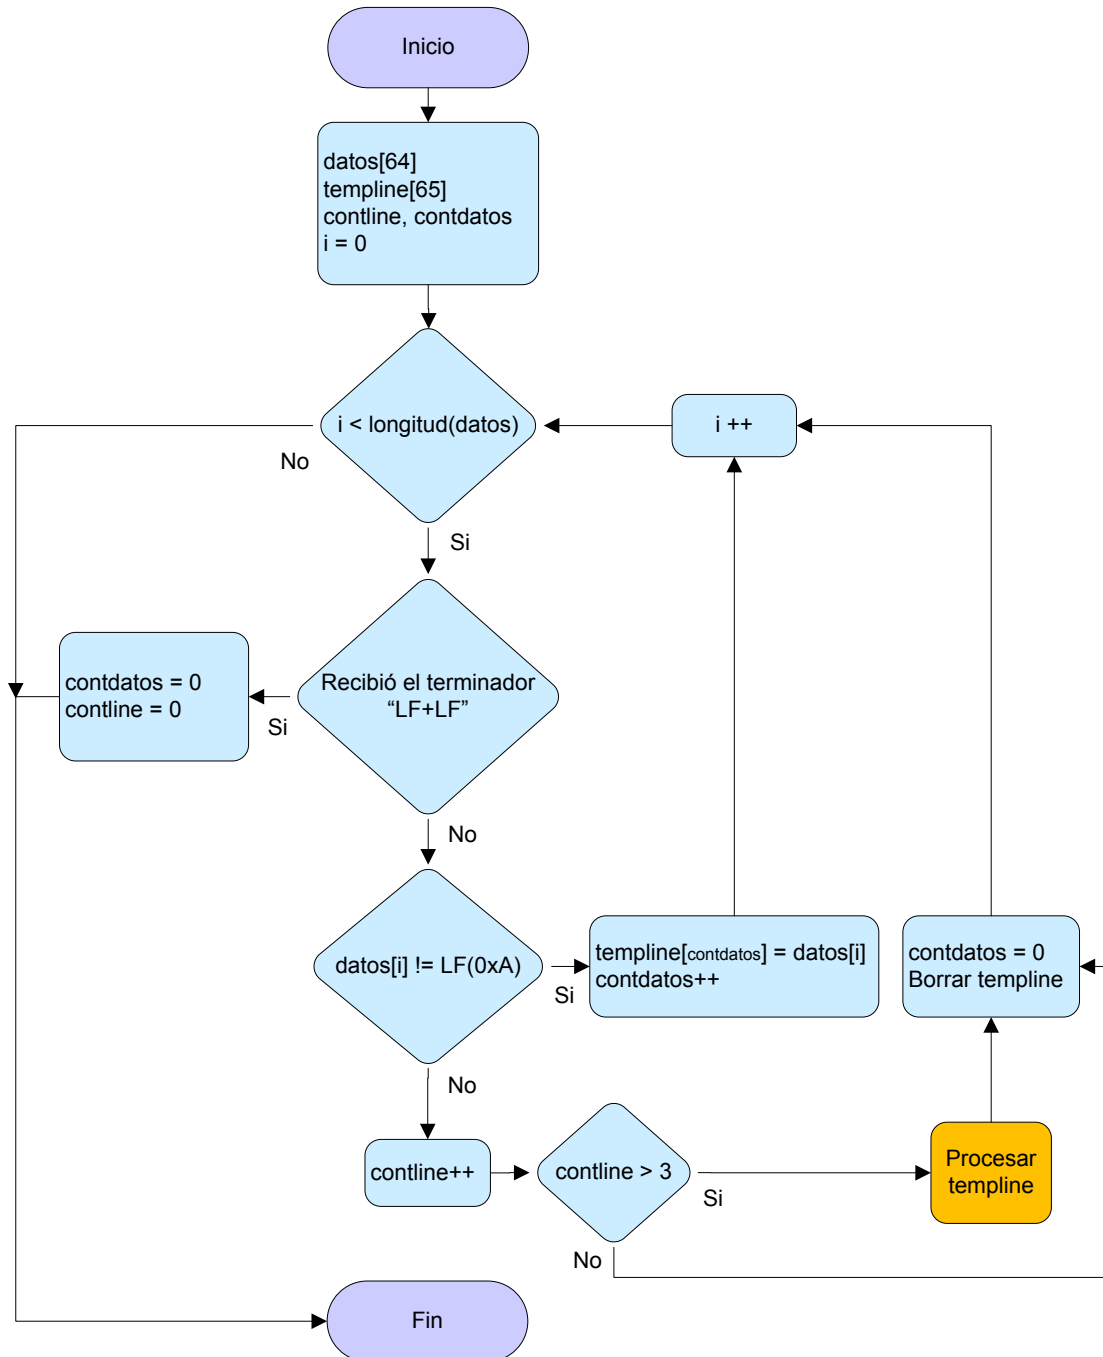 Inicio
datos[64]
templine[65]
contline, contdatos
i = 0
i < longitud(datos)
i ++
No
Si
contdatos = 0
contline = 0
Recibió el terminador
“LF+LF”
Si
No
datos[i] != LF(0xA)
Si
templine[contdatos] = datos[i]
contdatos++
contdatos = 0
Borrar templine
No
contline++
contline > 3
Si
Procesar
templine
No
Fin